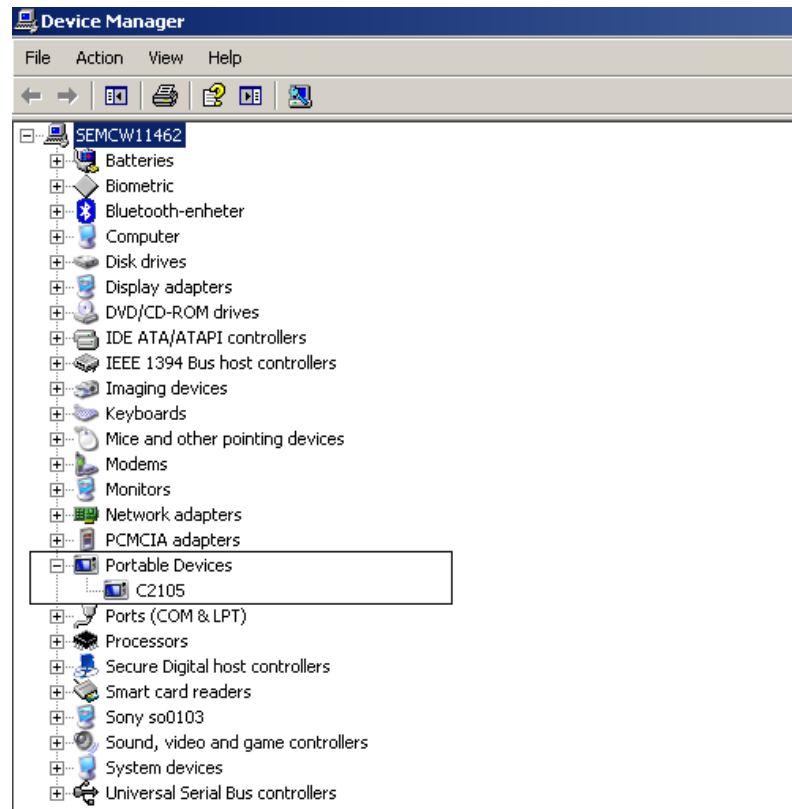 Device Manager
File Action View Help
SEMCW11462
Batteries
Biometric
Bluetooth-enheter
Computer
Disk drives
Display adapters
DVD/CD-ROM drives
IDE ATA/ATAPI controllers
IEEE 1394 Bus host controllers
Imaging devices
Keyboards
Mice and other pointing devices
Modems
Monitors
Network adapters
PCMCIA adapters
Portable Devices
C2105
Ports (COM & LPT)
Processors
Secure Digital host controllers
Smart card readers
Sony so0103
Sound, video and game controllers
System devices
Universal Serial Bus controllers